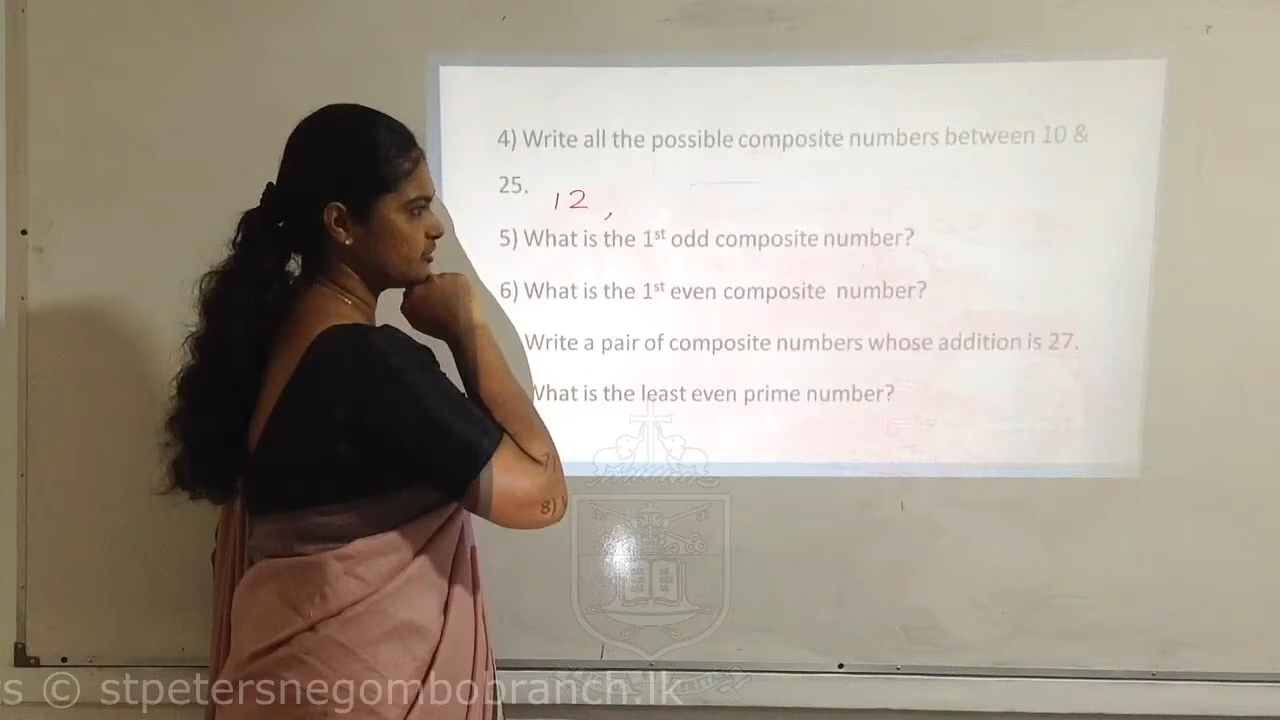 4) Write all the possible composite numbers between 10 &
25.
12,
5) What is the 1st odd composite number?
6) What is the 1st even composite number?
7) Write a pair of composite numbers whose addition is 27.
8) What is the least even prime number?
s © stpetersnegombobranch.lk